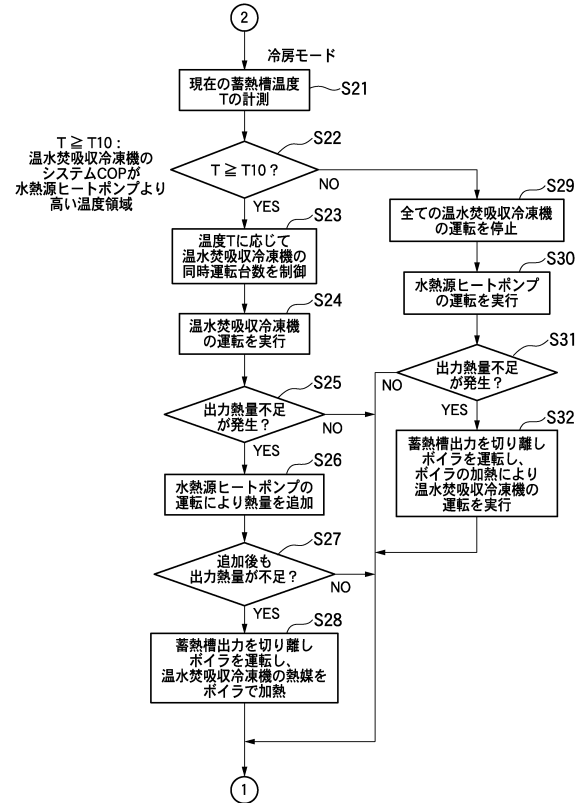 2
冷房モード
現在の蓄熱槽温度
Tの計測
S21
T ≧ T10：
温水焚吸収冷凍機の
システムCOPが
水熱源ヒートポンプより
高い温度領域
T ≧ T10？
S22
NO
YES
温度Tに応じて
温水焚吸収冷凍機の
同時運転台数を制御
S23
温水焚吸収冷凍機
の運転を実行
S24
出力熱量不足
が発生？
S25
NO
YES
水熱源ヒートポンプの
運転により熱量を追加
S26
追加後も
出力熱量が不足？
S27
NO
YES
蓄熱槽出力を切り離し
ボイラを運転し、
温水焚吸収冷凍機の熱媒を
ボイラで加熱
S28
全ての温水焚吸収冷凍機
の運転を停止
S29
水熱源ヒートポンプ
の運転を実行
S30
出力熱量不足
が発生？
S31
NO
YES
蓄熱槽出力を切り離し
ボイラを運転し、
ボイラの加熱により
温水焚吸収冷凍機の
運転を実行
S32
1